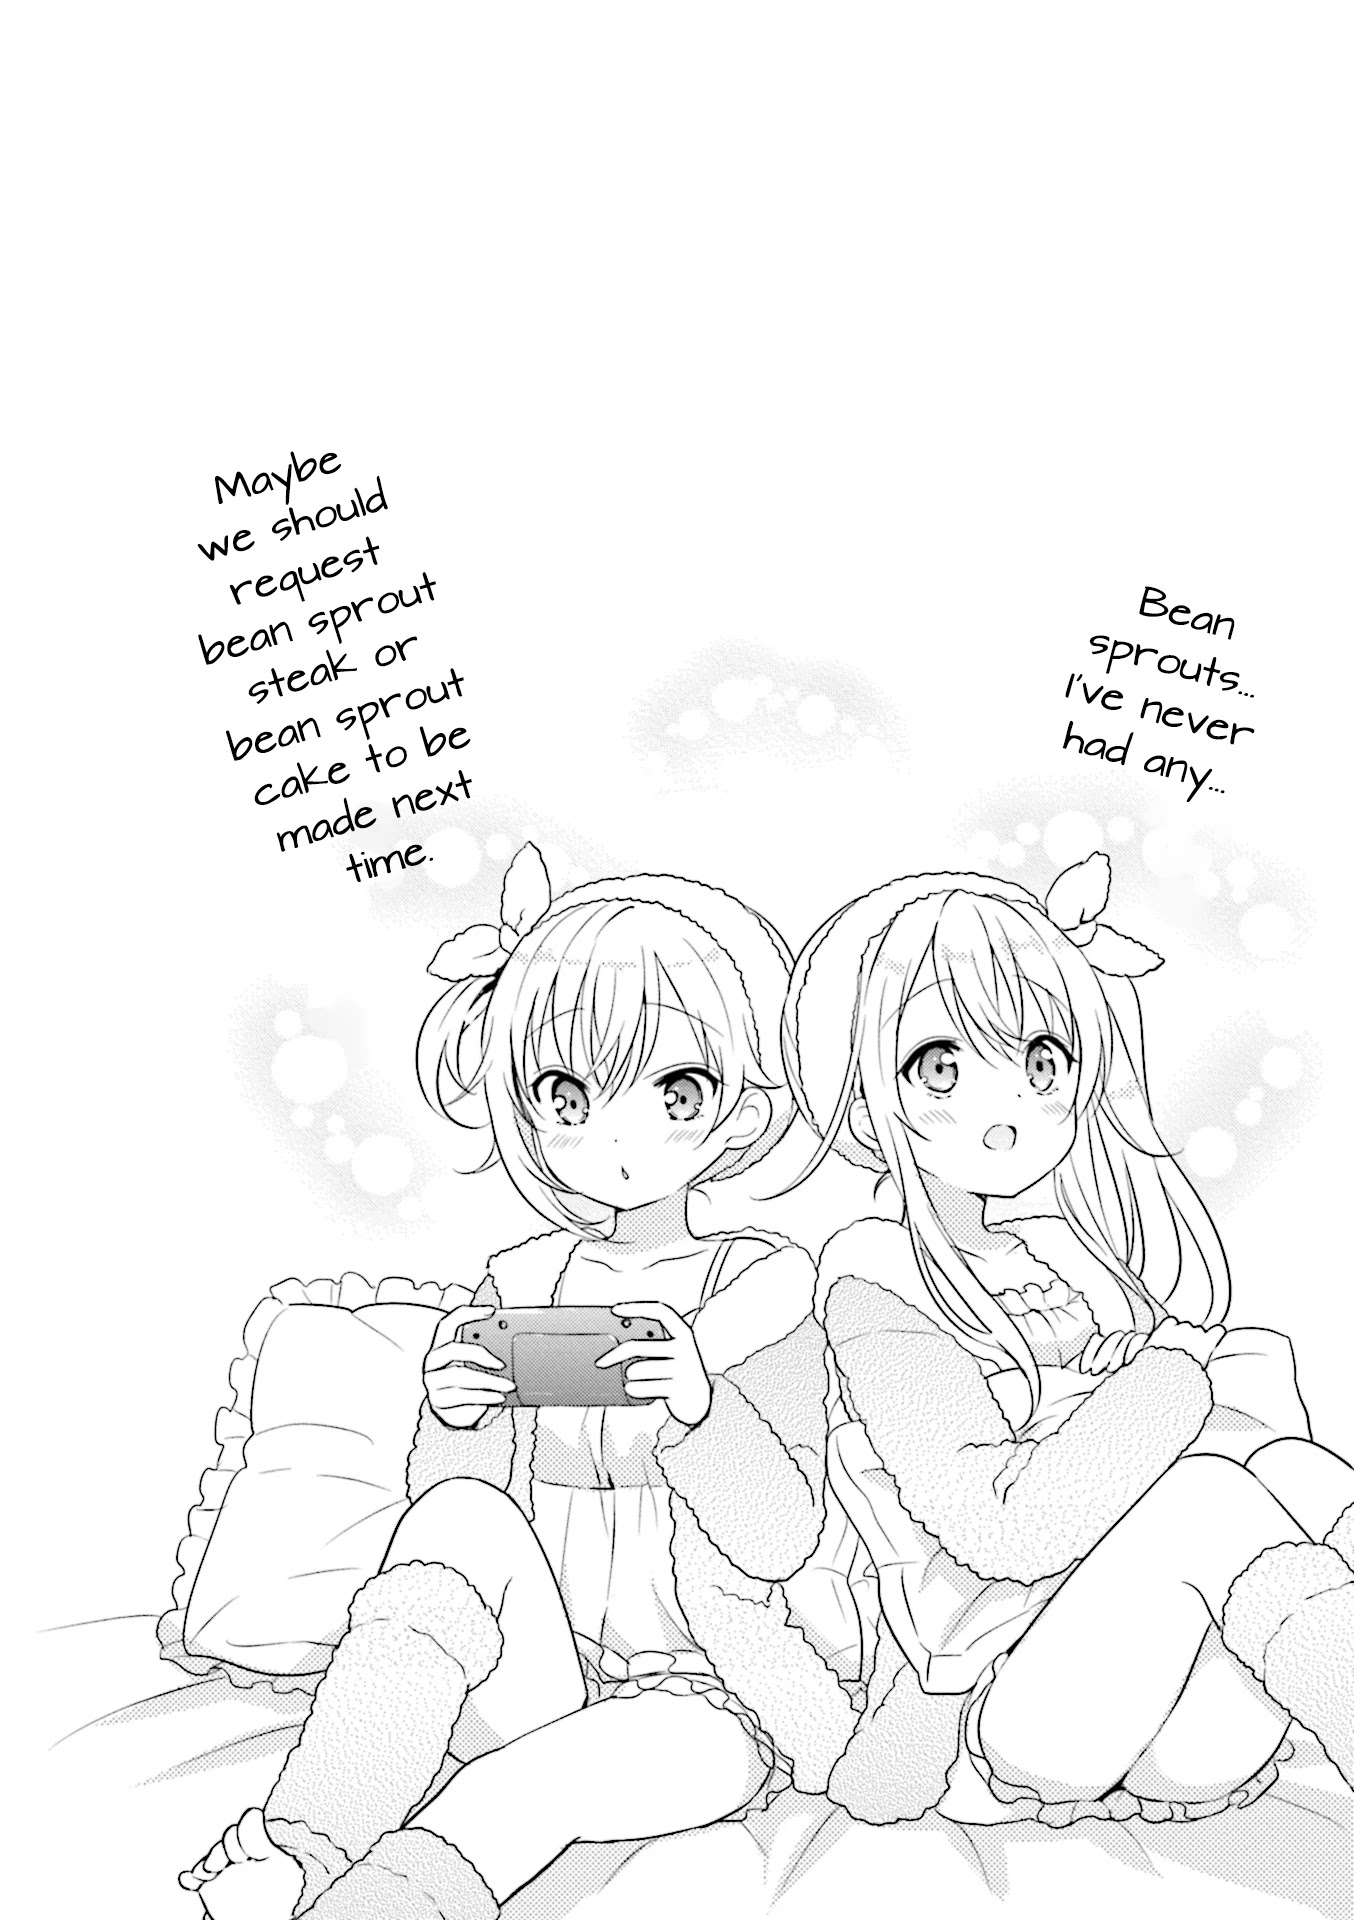 Bean
sprouts...
I've never
had any...
Maybe
we should
request
bean sprout
steak or
bean sprout
cake to be
made next
time.